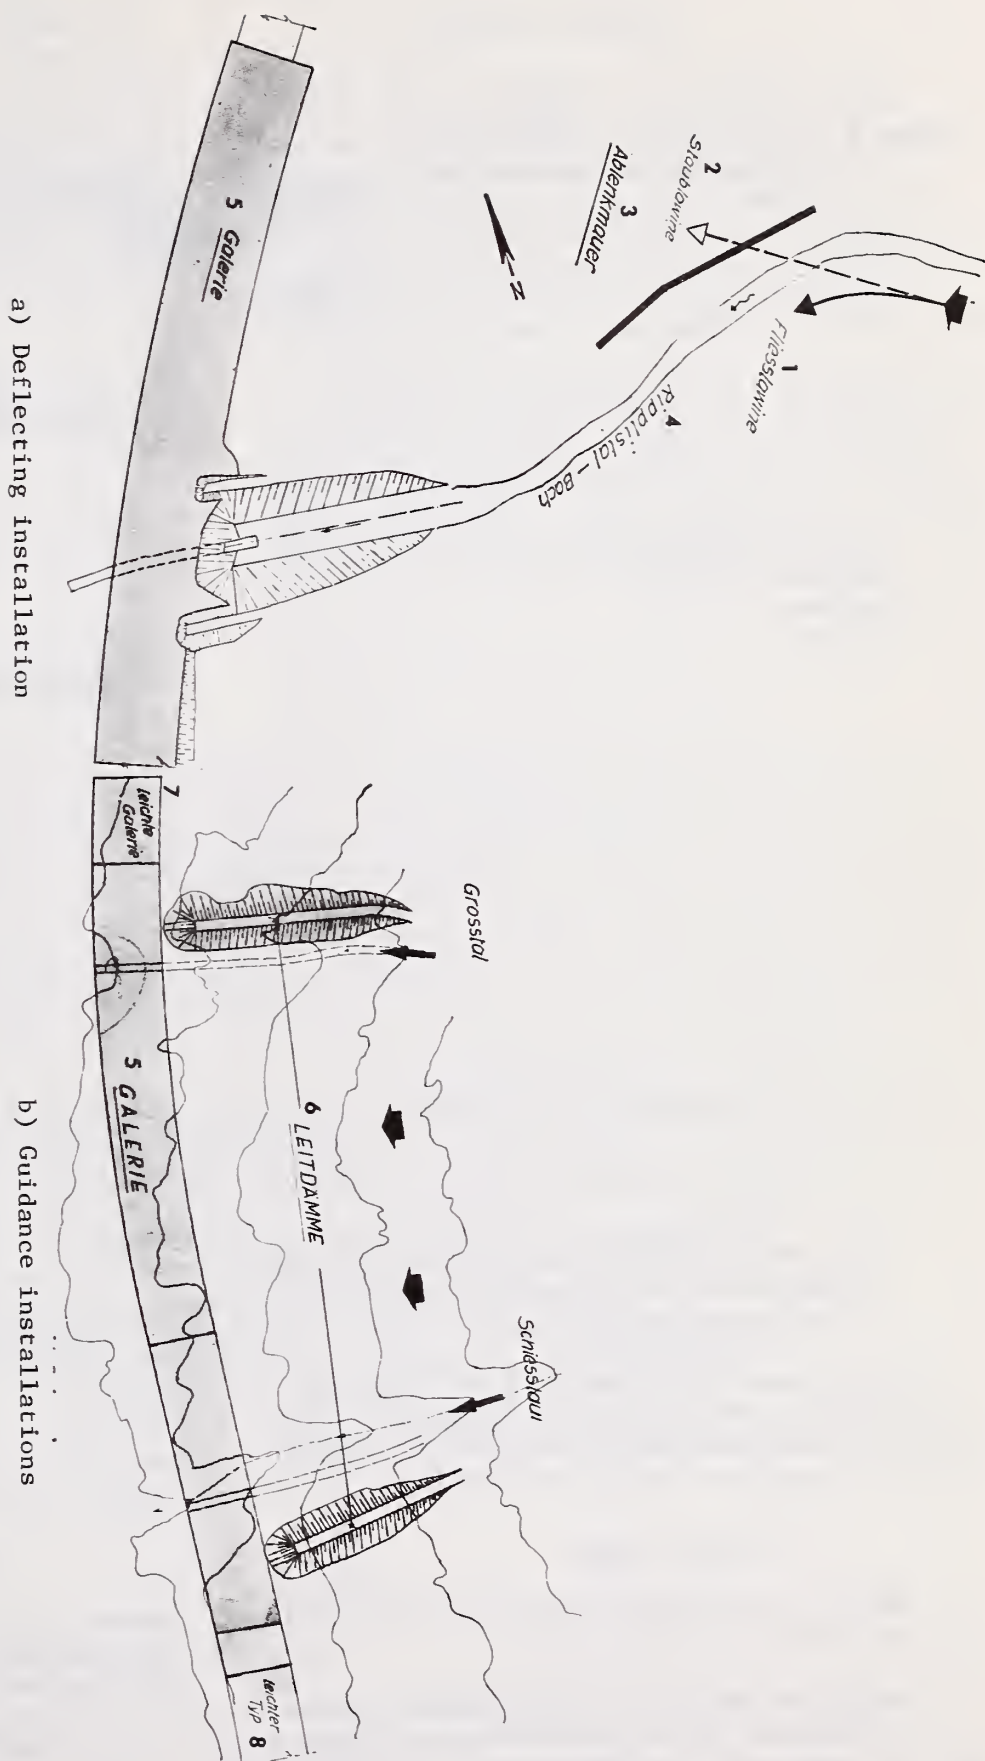 2
Staublawine
1
Fliesslawine
3
Ablenkmauer
N
4
Ripplistal-Bach
5 Galerie
a) Deflecting installation
7
leichte
Galerie
Grosstal
6 LEITDÄMME
5 GALERIE
Schiesslaui
leichter
Typ 8
b) Guidance installations